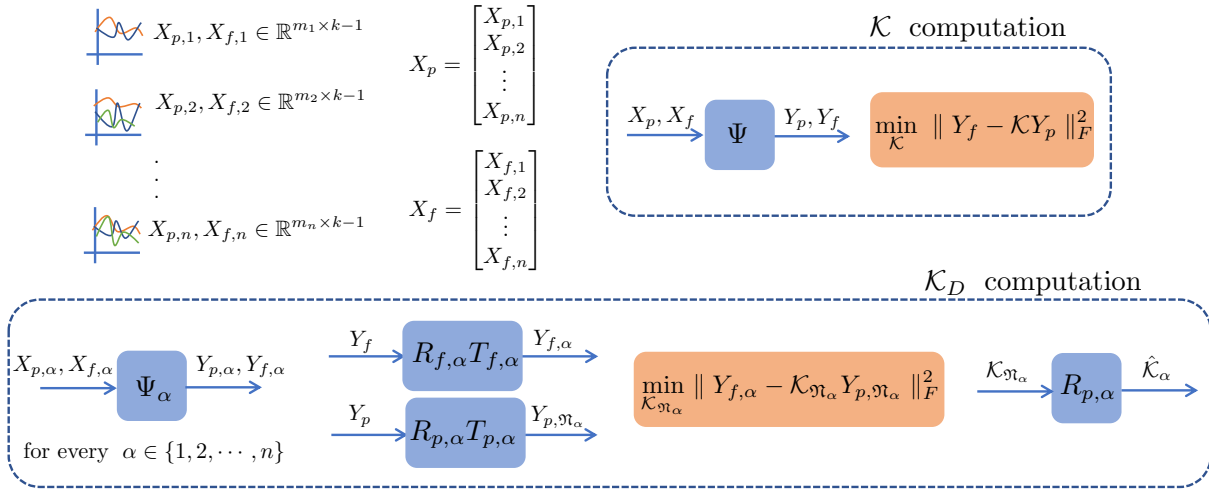 X_{p,1}, X_{f,1} ∈ ℝ^{m_1×k−1}
X_{p,2}, X_{f,2} ∈ ℝ^{m_2×k−1}
.
.
.
X_{p,n}, X_{f,n} ∈ ℝ^{m_n×k−1}
X_p = [X_{p,1} X_{p,2} ⋮ X_{p,n}]
X_f = [X_{f,1} X_{f,2} ⋮ X_{f,n}]
𝒦 computation
X_p, X_f
Ψ
Y_p, Y_f
min_𝒦 ∥ Y_f − 𝒦Y_p ∥_F^2
𝒦_D computation
X_{p,α}, X_{f,α}
Ψ_α
Y_{p,α}, Y_{f,α}
for every α ∈ {1, 2, ⋯ , n}
Y_f
R_{f,α}T_{f,α}
Y_{f,α}
Y_p
R_{p,α}T_{p,α}
Y_{p,𝔑_α}
min_{𝒦_{𝔑_α}} ∥ Y_{f,α} − 𝒦_{𝔑_α}Y_{p,𝔑_α} ∥_F^2
𝒦_{𝔑_α}
R_{p,α}
𝒦̂_α